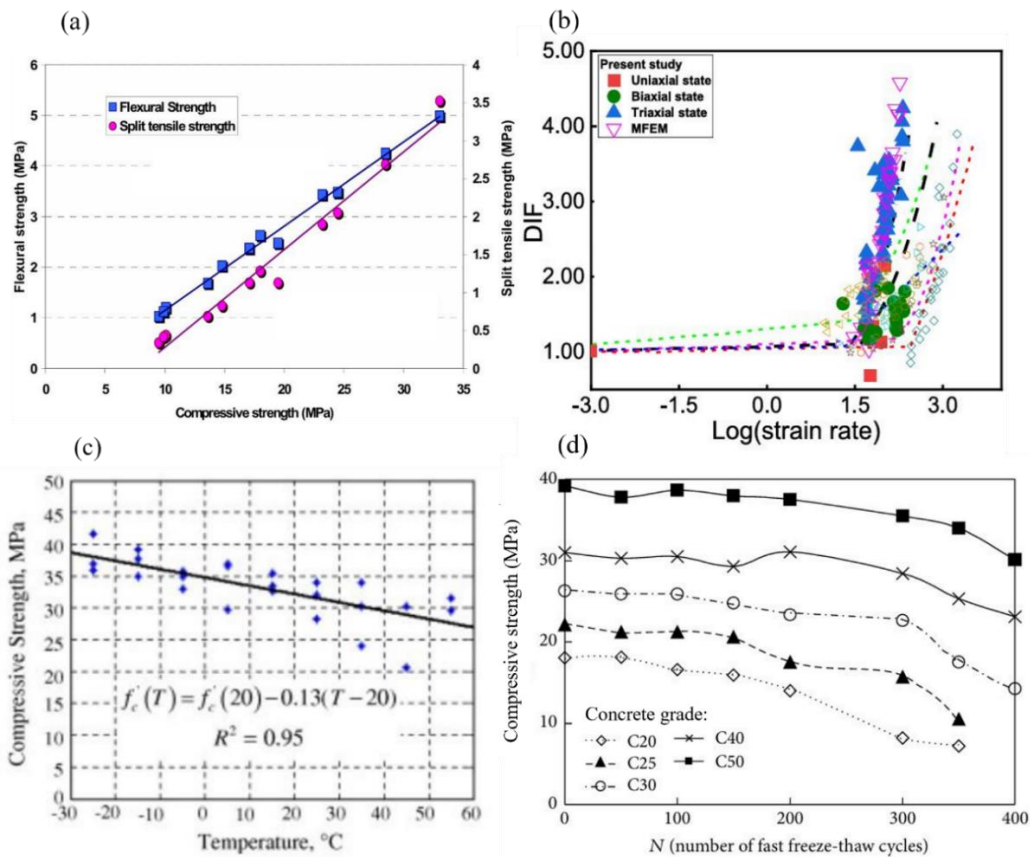 (a)
6
5
4
3
2
1
0
Flexural strength (MPa)
Flexural Strength
Split tensile strength
4
3.5
3
2.5
2
1.5
1
0.5
0
Split tensile strength (MPa)
0 5 10 15 20 25 30 35
Compressive strength (MPa)
(b)
5.00
4.00
3.00
2.00
1.00
DIF
Present study
Uniaxial state
Biaxial state
Triaxial state
MFEM
-3.0 -1.5 0.0 1.5 3.0
Log(strain rate)
(c)
50
45
40
35
30
25
20
15
10
5
0
Compressive Strength, MPa
f'c(T) = f'c(20)−0.13(T−20)
R² = 0.95
-30 -20 -10 0 10 20 30 40 50 60
Temperature, °C
(d)
40
30
20
10
0
Compressive strength (MPa)
Concrete grade:
C20 C40
C25 C50
C30
0 100 200 300 400
N (number of fast freeze-thaw cycles)